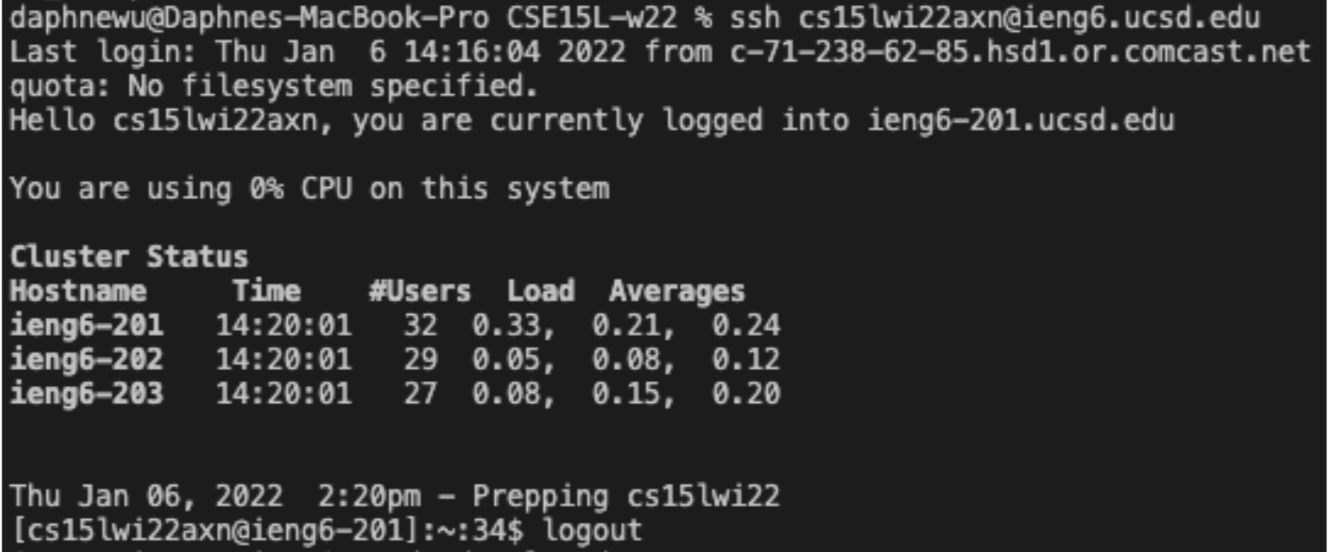 daphnewu@Daphnes-MacBook-Pro CSE15L-w22 % ssh cs15lwi22axn@ieng6.ucsd.edu
Last login: Thu Jan  6 14:16:04 2022 from c-71-238-62-85.hsd1.or.comcast.net
quota: No filesystem specified.
Hello cs15lwi22axn, you are currently logged into ieng6-201.ucsd.edu
You are using 0% CPU on this system
Cluster Status
Hostname     Time    #Users  Load  Averages
ieng6-201   14:20:01   32  0.33,  0.21,  0.24
ieng6-202   14:20:01   29  0.05,  0.08,  0.12
ieng6-203   14:20:01   27  0.08,  0.15,  0.20
Thu Jan 06, 2022  2:20pm - Prepping cs15lwi22
[cs15lwi22axn@ieng6-201]:~:34$ logout